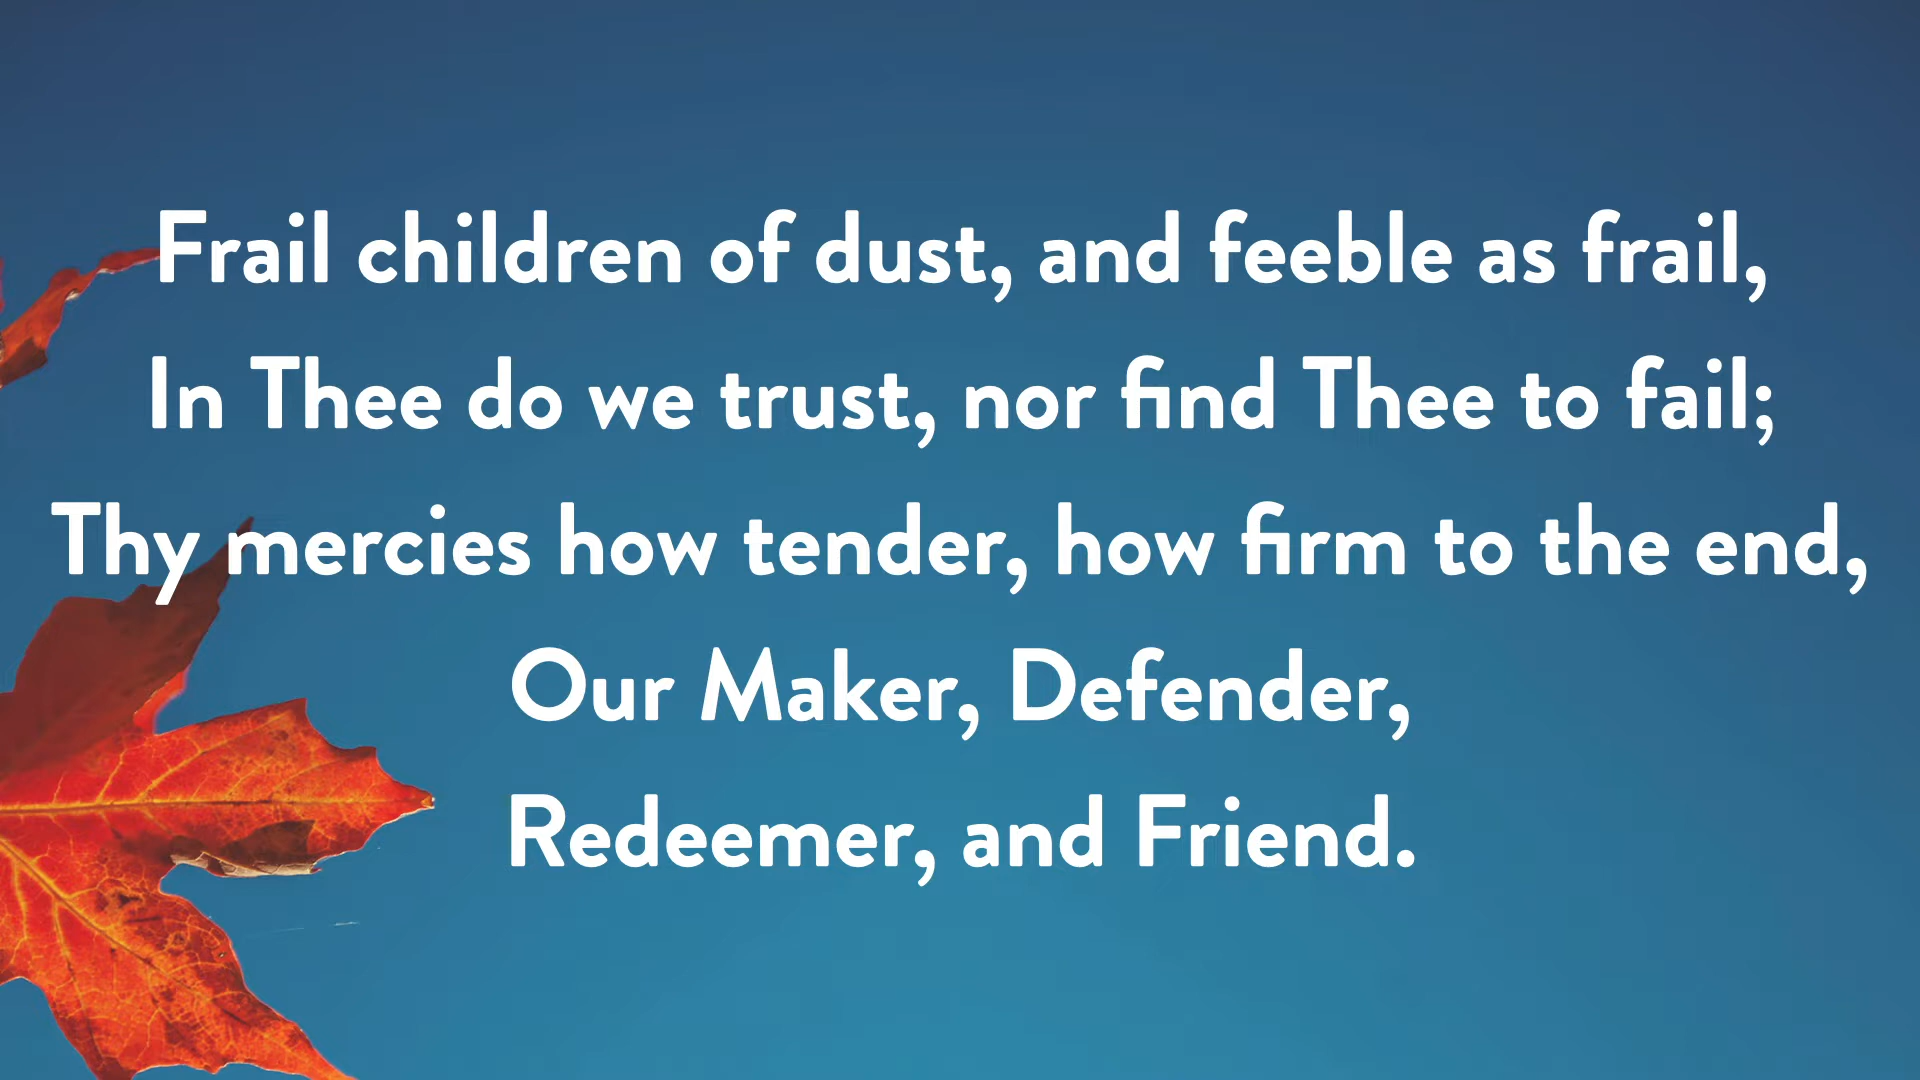 Frail children of dust, and feeble as frail,
In Thee do we trust, nor find Thee to fail;
Thy mercies how tender, how firm to the end,
Our Maker, Defender,
Redeemer, and Friend.